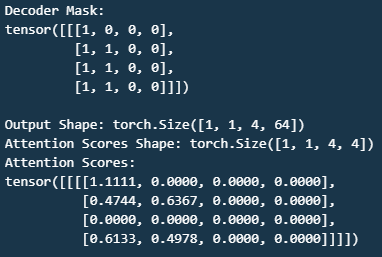 Decoder Mask:
tensor([[[1, 0, 0, 0],
         [1, 1, 0, 0],
         [1, 1, 0, 0],
         [1, 1, 0, 0]]])

Output Shape: torch.Size([1, 1, 4, 64])
Attention Scores Shape: torch.Size([1, 1, 4, 4])
Attention Scores:
tensor([[[[1.1111, 0.0000, 0.0000, 0.0000],
          [0.4744, 0.6367, 0.0000, 0.0000],
          [0.0000, 0.0000, 0.0000, 0.0000],
          [0.6133, 0.4978, 0.0000, 0.0000]]]])